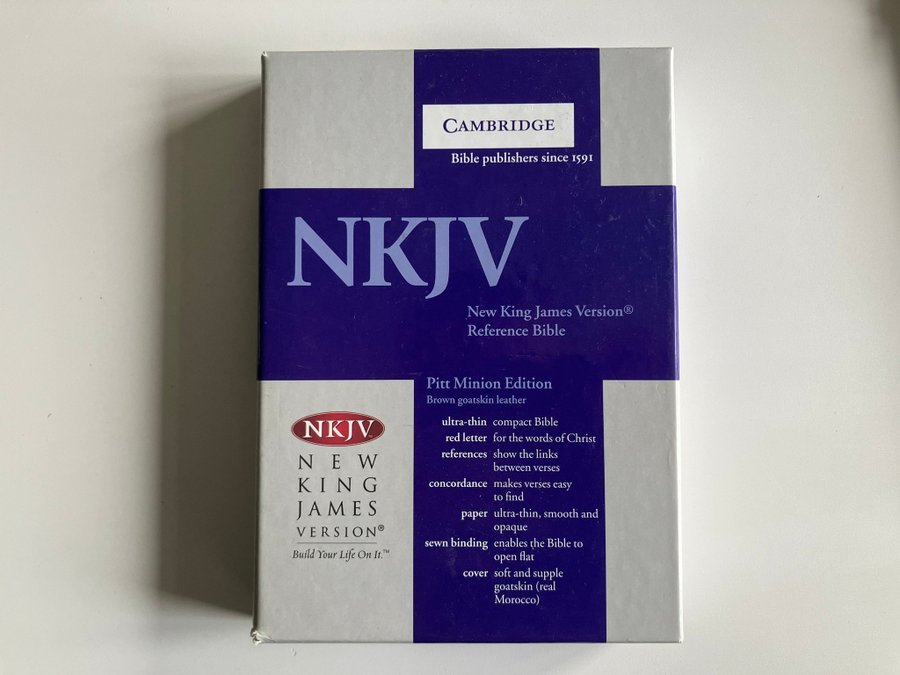 CAMBRIDGE
Bible publishers since 1591
NKJV
New King James Version®
Reference Bible
Pitt Minion Edition
Brown goatskin leather
ultra-thin compact Bible
red letter for the words of Christ
references show the links
between verses
concordance makes verses easy
to find
paper ultra-thin, smooth and
opaque
sewn binding enables the Bible to
open flat
cover soft and supple
goatskin (real
Morocco)
NKJV™
NEW
KING
JAMES
VERSION®
Build Your Life On It.™